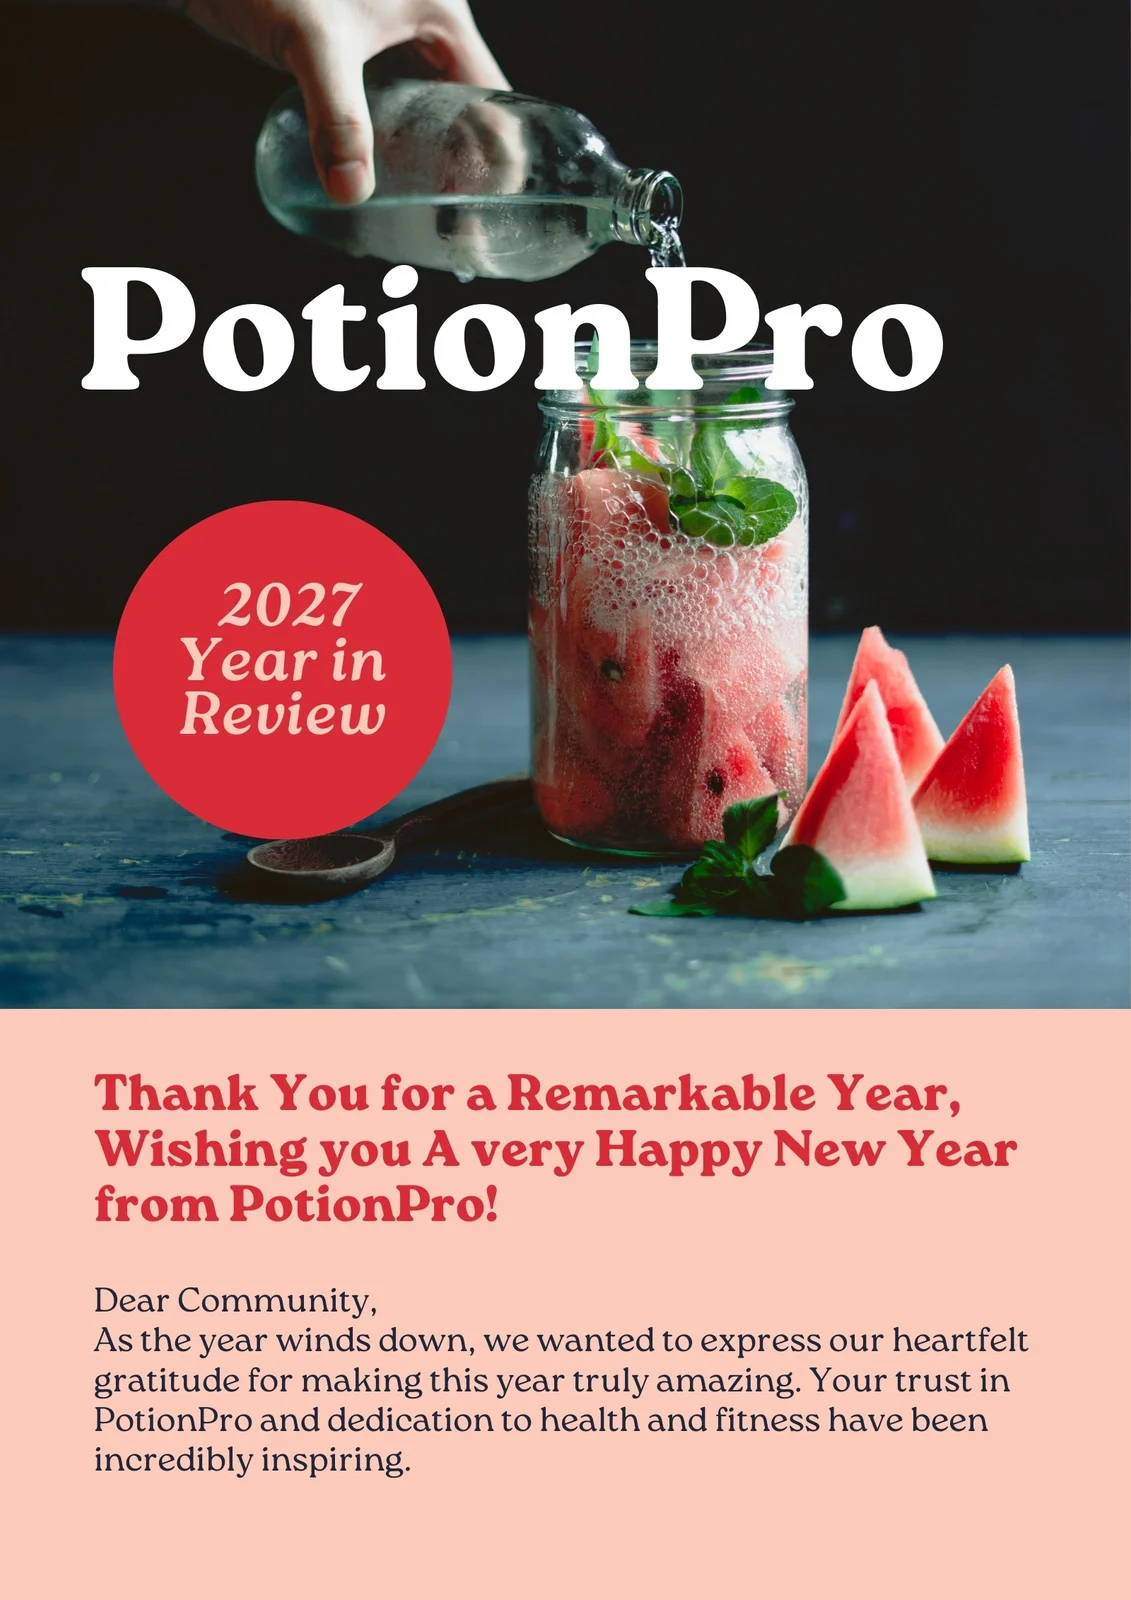 PotionPro
2027
Year in
Review
Thank You for a Remarkable Year,
Wishing you A very Happy New Year
from PotionPro!
Dear Community,
As the year winds down, we wanted to express our heartfelt
gratitude for making this year truly amazing. Your trust in
PotionPro and dedication to health and fitness have been
incredibly inspiring.